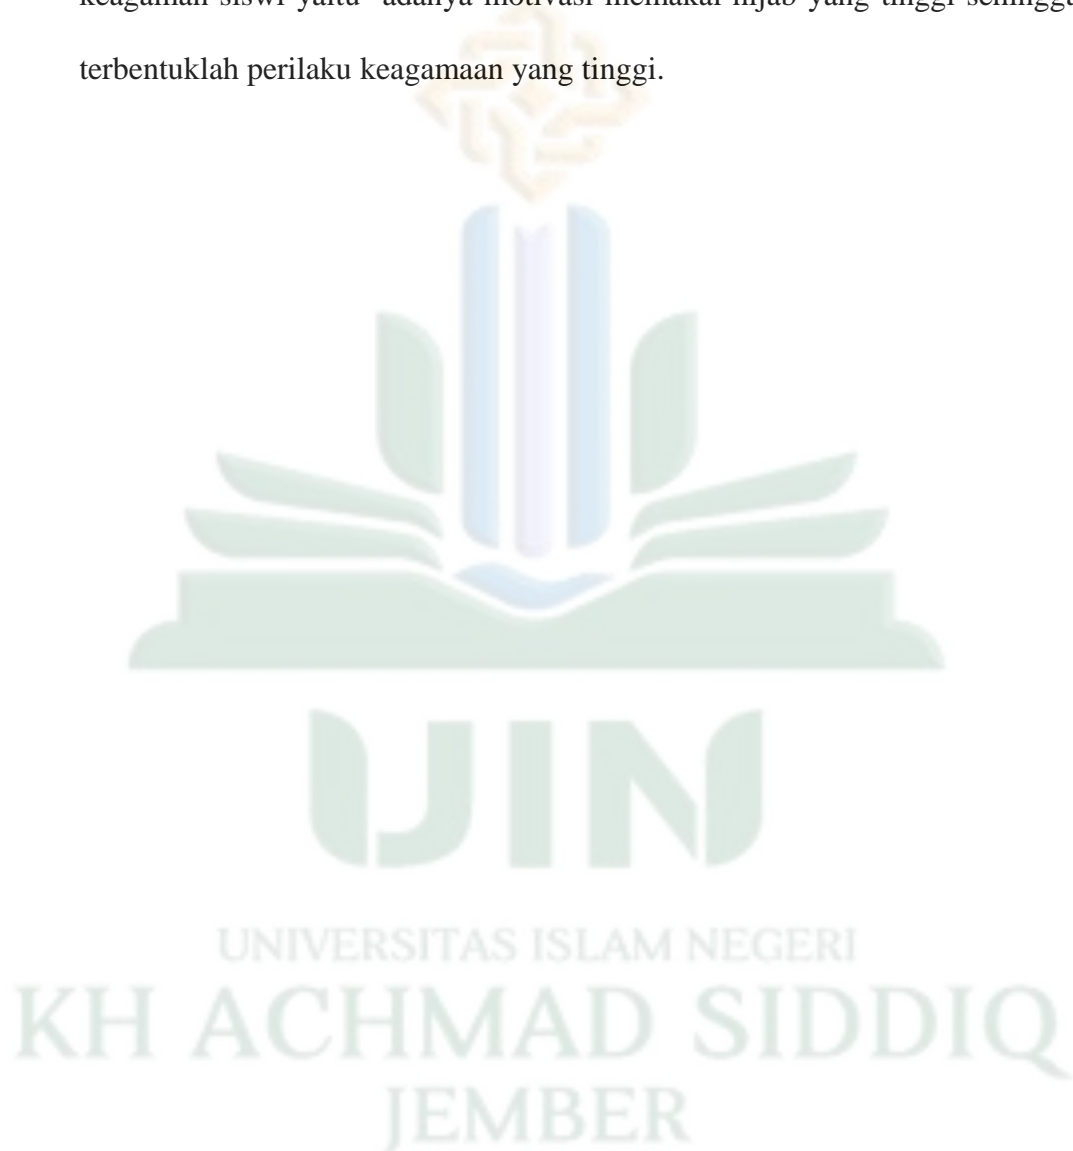 keagaman siswi yaitu adanya motivasi memakai hijab yang tinggi sehingga
terbentuklah perilaku keagamaan yang tinggi.
UIN
UNIVERSITAS ISLAM NEGERI
KH ACHMAD SIDDIQ
JEMBER